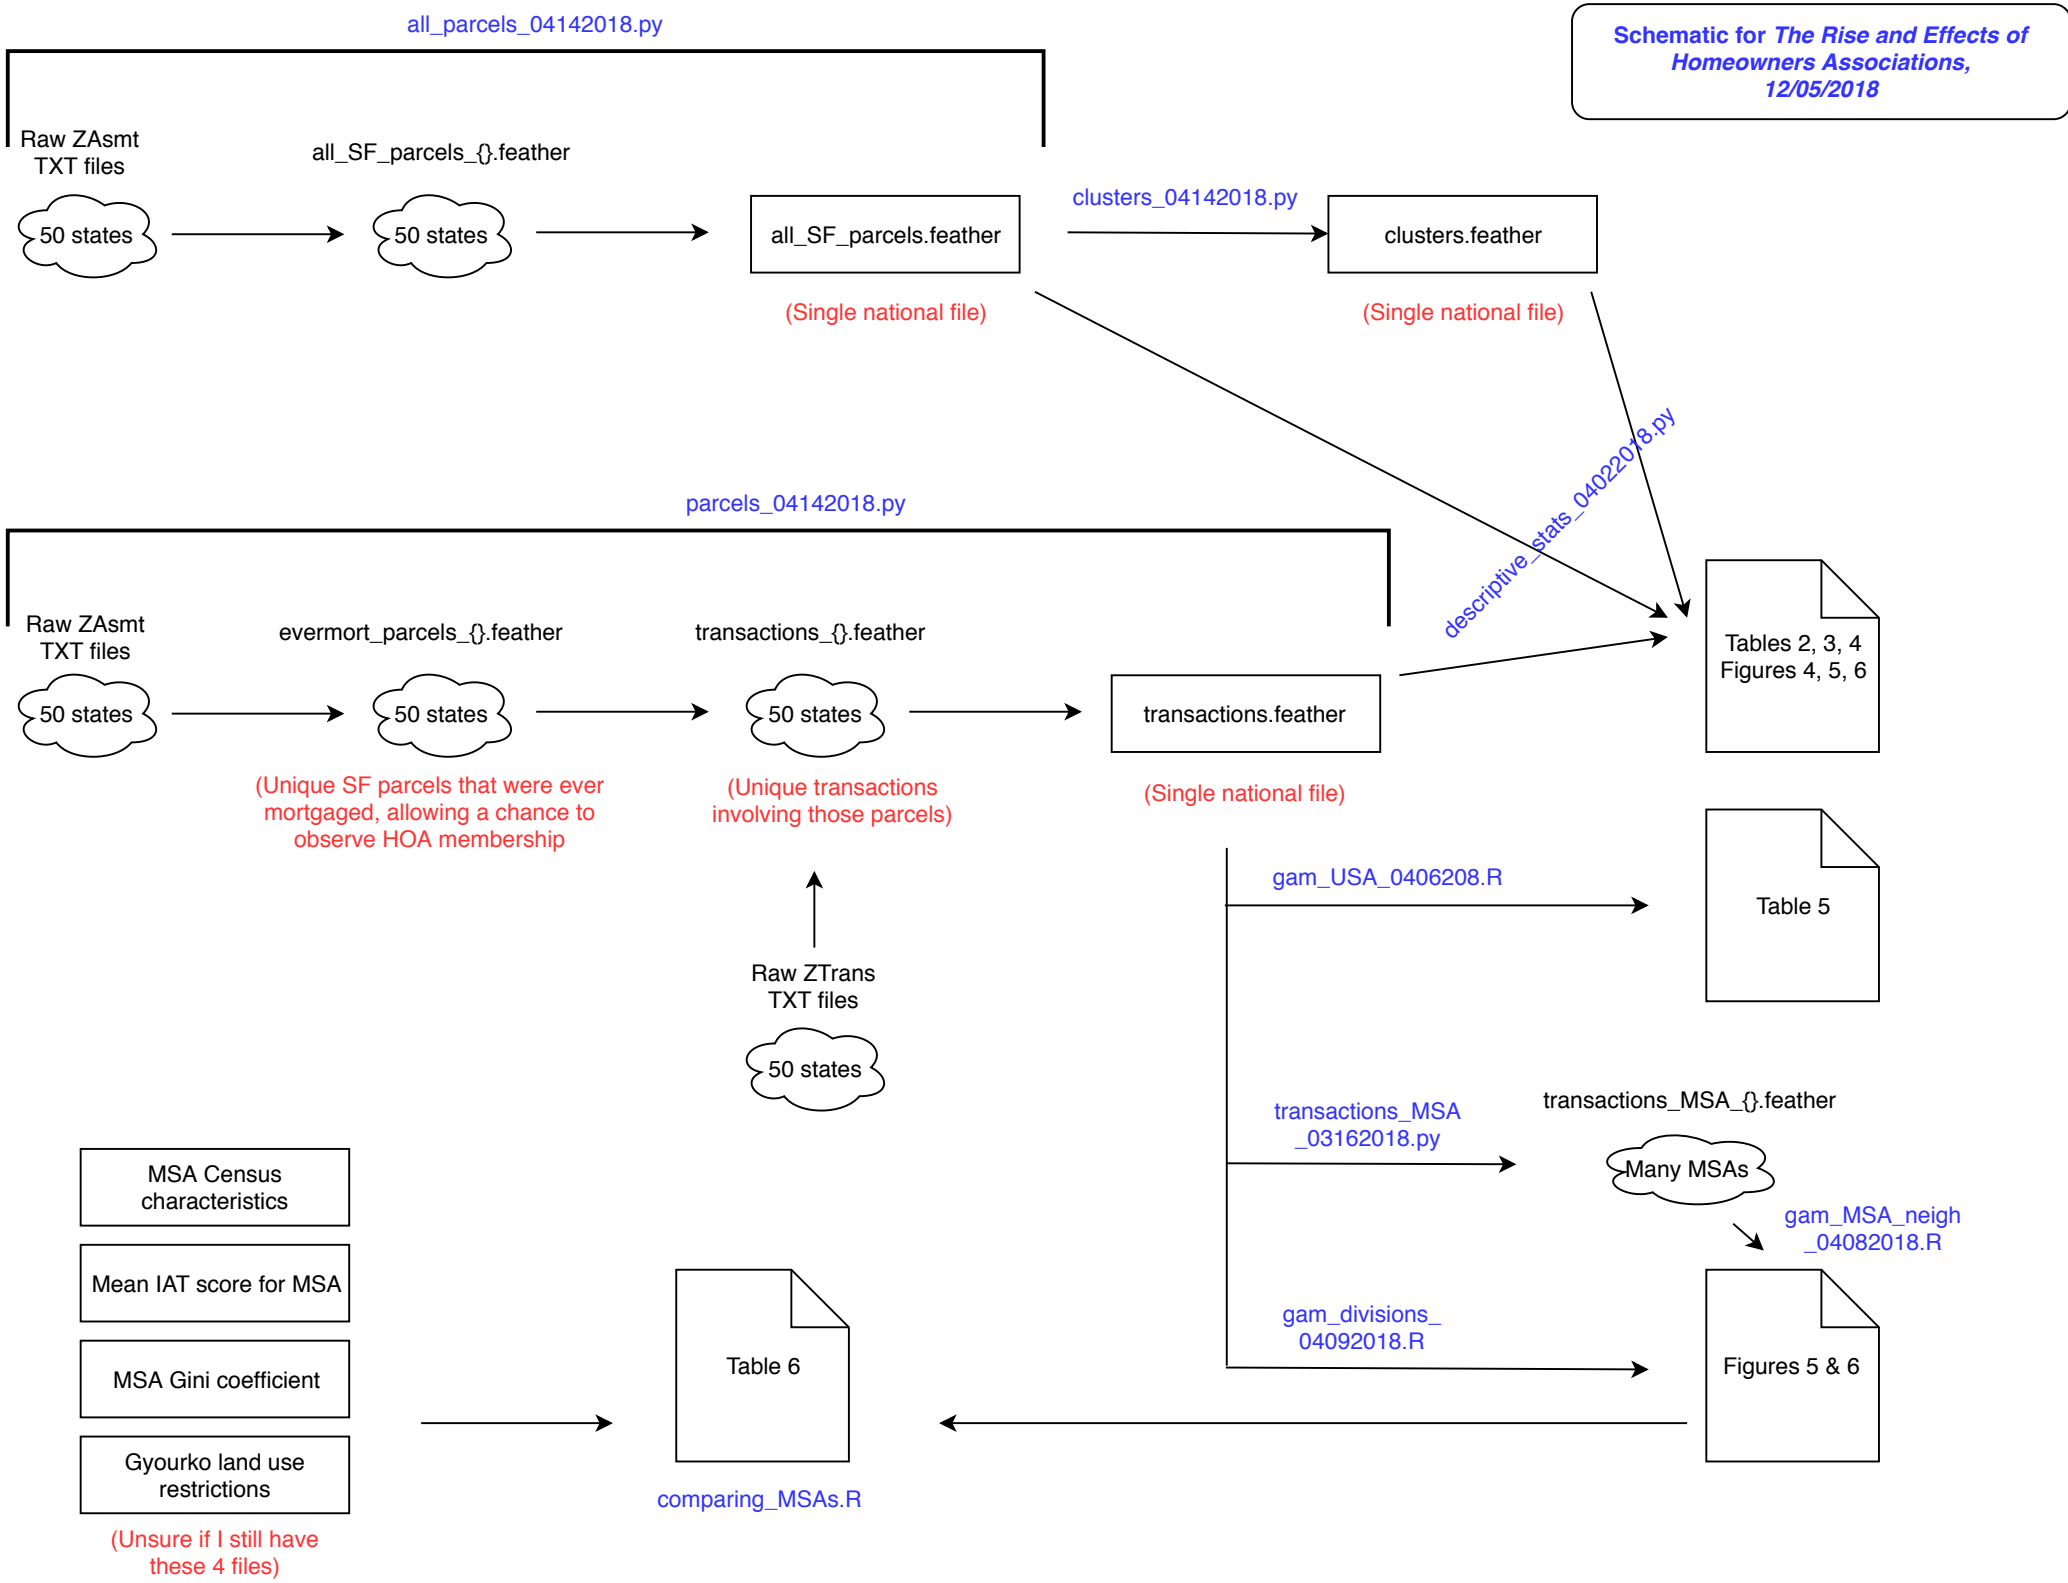 all_parcels_04142018.py
Schematic for The Rise and Effects of
Homeowners Associations,
12/05/2018
Raw ZAsmt
TXT files
all_SF_parcels_{}.feather
50 states
50 states
all_SF_parcels.feather
clusters_04142018.py
clusters.feather
(Single national file)
(Single national file)
descriptive_stats_04022018.py
parcels_04142018.py
Raw ZAsmt
TXT files
evermort_parcels_{}.feather
transactions_{}.feather
50 states
50 states
50 states
transactions.feather
Tables 2, 3, 4
Figures 4, 5, 6
(Unique SF parcels that were ever
mortgaged, allowing a chance to
observe HOA membership
(Unique transactions
involving those parcels)
(Single national file)
gam_USA_0406208.R
Table 5
Raw ZTrans
TXT files
50 states
transactions_MSA
_03162018.py
transactions_MSA_{}.feather
Many MSAs
gam_MSA_neigh
_04082018.R
MSA Census
characteristics
Mean IAT score for MSA
MSA Gini coefficient
Gyourko land use
restrictions
(Unsure if I still have
these 4 files)
Table 6
comparing_MSAs.R
gam_divisions_
04092018.R
Figures 5 & 6